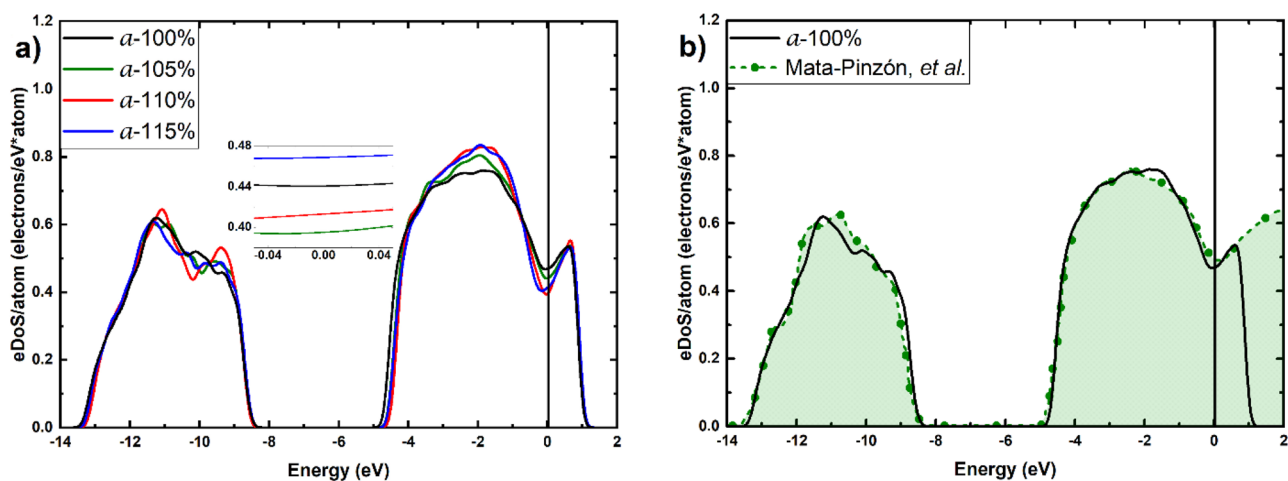 a)
a-100%
a-105%
a-110%
a-115%
0.48
0.44
0.40
-0.04 0.00 0.04
1.2
1.0
0.8
0.6
0.4
0.2
0.0
-14 -12 -10 -8 -6 -4 -2 0 2
eDoS/atom (electrons/eV*atom)
Energy (eV)
b)
a-100%
Mata-Pinzón, et al.
1.2
1.0
0.8
0.6
0.4
0.2
0.0
-14 -12 -10 -8 -6 -4 -2 0 2
eDoS/atom (electrons/eV*atom)
Energy (eV)